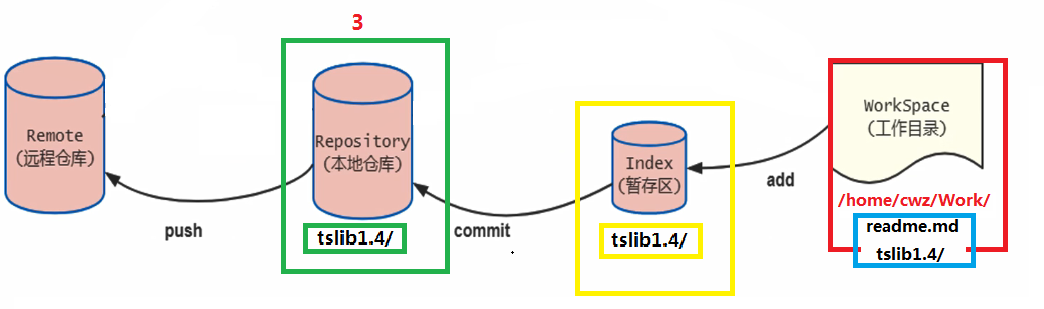 3
Remote
(远程仓库)
Repository
(本地仓库)
Index
(暂存区)
WorkSpace
(工作目录)
push
commit
add
tslib1.4/
tslib1.4/
/home/cwz/Work/
readme.md
tslib1.4/